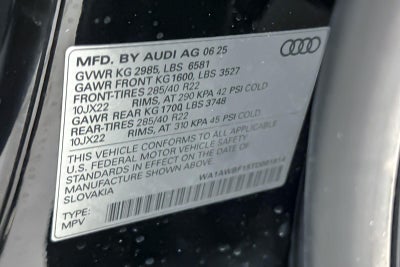 MFD. BY AUDI AG 06 25
GVWR KG 2985, LBS 6581
GAWR FRONT KG1600, LBS 3527
FRONT-TIRES 285/40 R22
10JX22 RIMS, AT 290 KPA 42 PSI COLD
GAWR REAR KG 1700 LBS 3748
REAR-TIRES 285/40 R22
10JX22 RIMS, AT 310 KPA 45 PSI COLD
THIS VEHICLE CONFORMS TO ALL APPLICABLE
U.S. FEDERAL MOTOR VEHICLE SAFETY
STANDARDS IN EFFECT ON THE DATE OF
MANUFACTURE SHOWN ABOVE.
SLOVAKIA
TYPE:
MPV